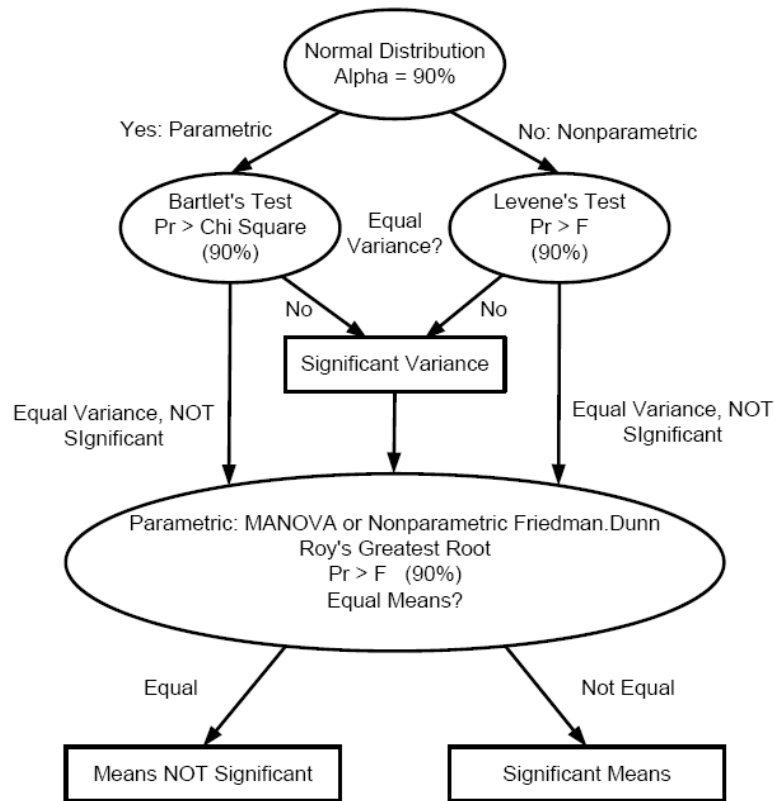 Normal Distribution
Alpha = 90%
Yes: Parametric
No: Nonparametric
Bartlet's Test
Pr > Chi Square
(90%)
Equal
Variance?
Levene's Test
Pr > F
(90%)
No
No
Significant Variance
Equal Variance, NOT
SIgnificant
Equal Variance, NOT
SIgnificant
Parametric: MANOVA or Nonparametric Friedman.Dunn
Roy's Greatest Root
Pr > F (90%)
Equal Means?
Equal
Not Equal
Means NOT Significant
Significant Means